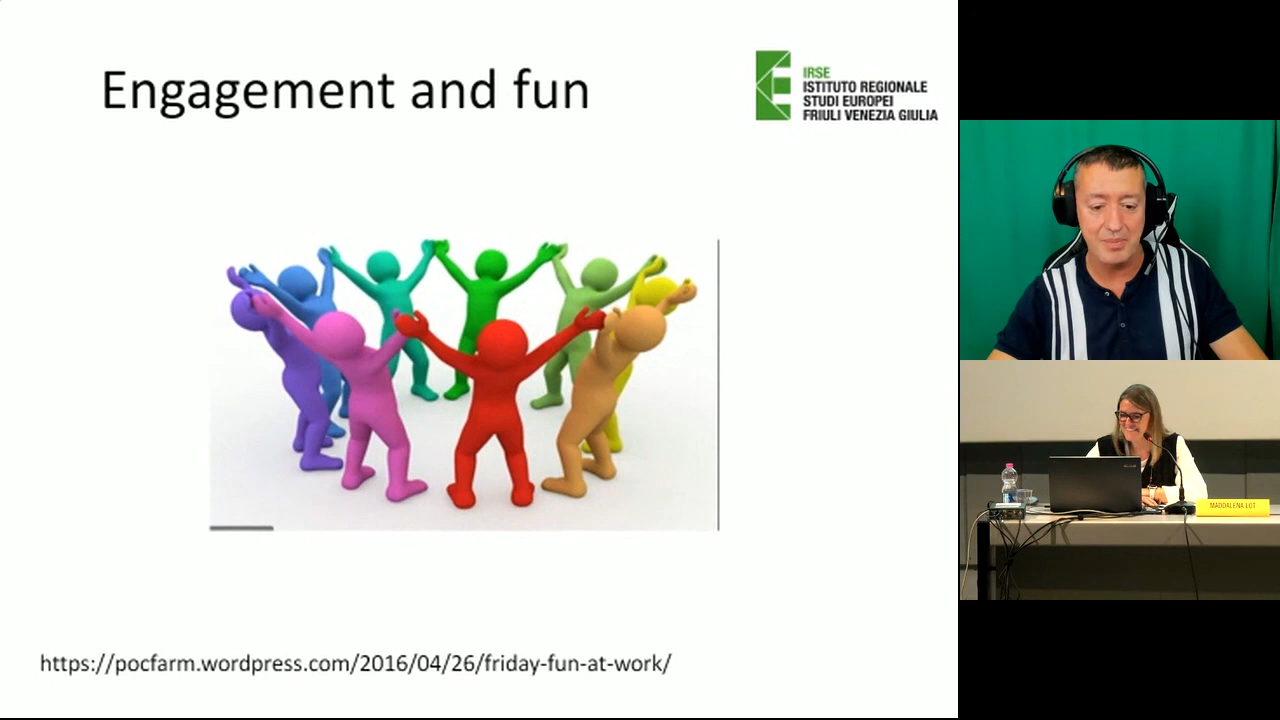 Engagement and fun
IRSE
ISTITUTO REGIONALE
STUDI EUROPEI
FRIULI VENEZIA GIULIA
MADDALENA LOT
https://pocfarm.wordpress.com/2016/04/26/friday-fun-at-work/